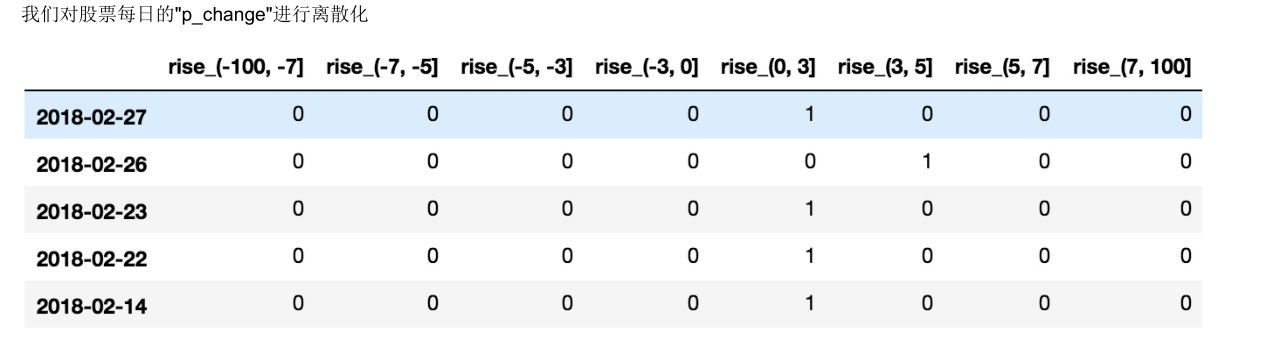 我们对股票每日的"p_change"进行离散化
rise_(-100, -7] rise_(-7, -5] rise_(-5, -3] rise_(-3, 0] rise_(0, 3] rise_(3, 5] rise_(5, 7] rise_(7, 100]
2018-02-27 0 0 0 0 1 0 0 0
2018-02-26 0 0 0 0 0 1 0 0
2018-02-23 0 0 0 0 1 0 0 0
2018-02-22 0 0 0 0 1 0 0 0
2018-02-14 0 0 0 0 1 0 0 0